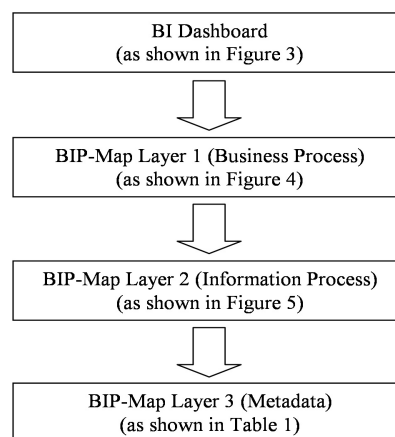 BI Dashboard
(as shown in Figure 3)
BIP-Map Layer 1 (Business Process)
(as shown in Figure 4)
BIP-Map Layer 2 (Information Process)
(as shown in Figure 5)
BIP-Map Layer 3 (Metadata)
(as shown in Table 1)